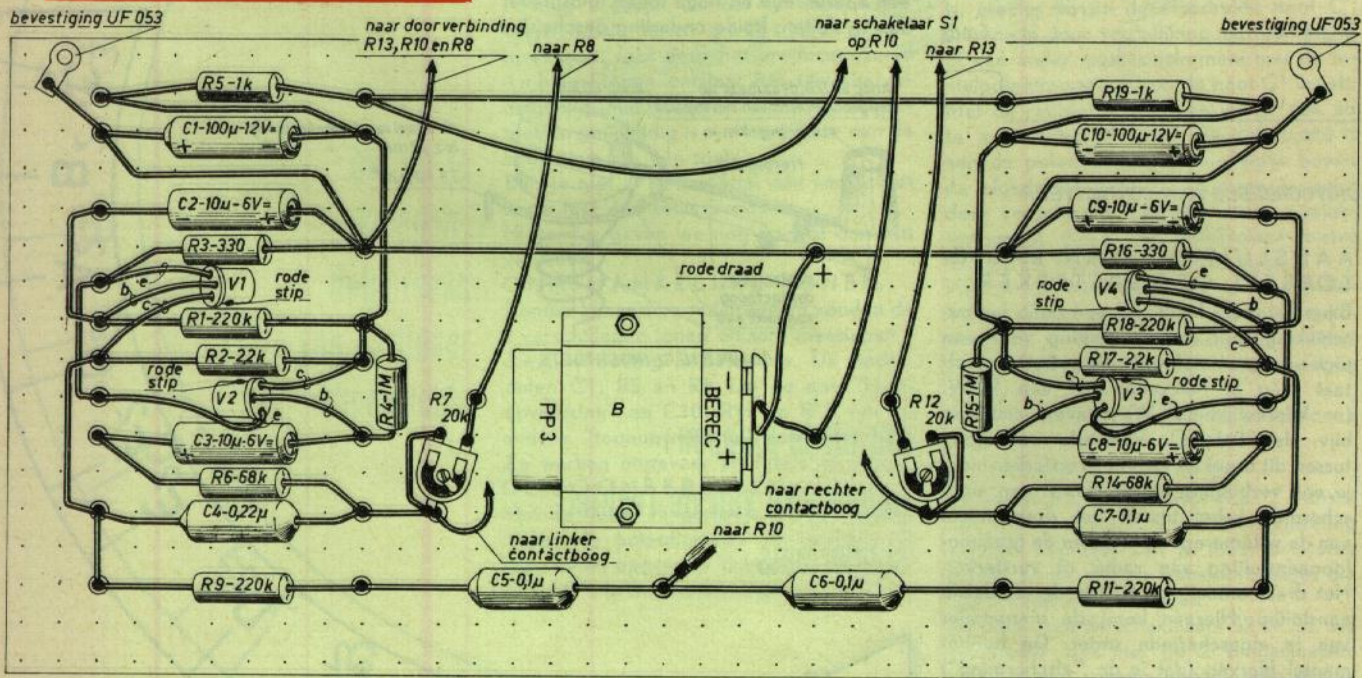 bevestiging UF 053
naar doorverbinding
R13, R10 en R8
naar R8
naar schakelaar S1
op R10
naar R13
bevestiging UF053
R5-1k
C1-100µ-12V=
+ −
C2-10µ-6V=
− +
R3-330
V1
e
b
c
rode
stip
R1-220k
R2-22k
rode
stip
V2
c
b
e
R4-1M
C3-10µ-6V=
R6-68k
C4-0,22µ
R9-220k
R7
20k
naar linker
contactboog
C5-0,1µ
naar R10
C6-0,1µ
rode draad
+
PP3
B
BEREC
−
+
R12
20k
naar rechter
contactboog
R19-1k
C10-100µ-12V=
− +
C9-10µ-6V=
+ −
R16-330
rode
stip
V4
e
b
c
R18-220k
R17-2,2k
V3
rode stip
c
b
e
R15-1M
C8-10µ-6V=
R14-68k
C7-0,1µ
R11-220k